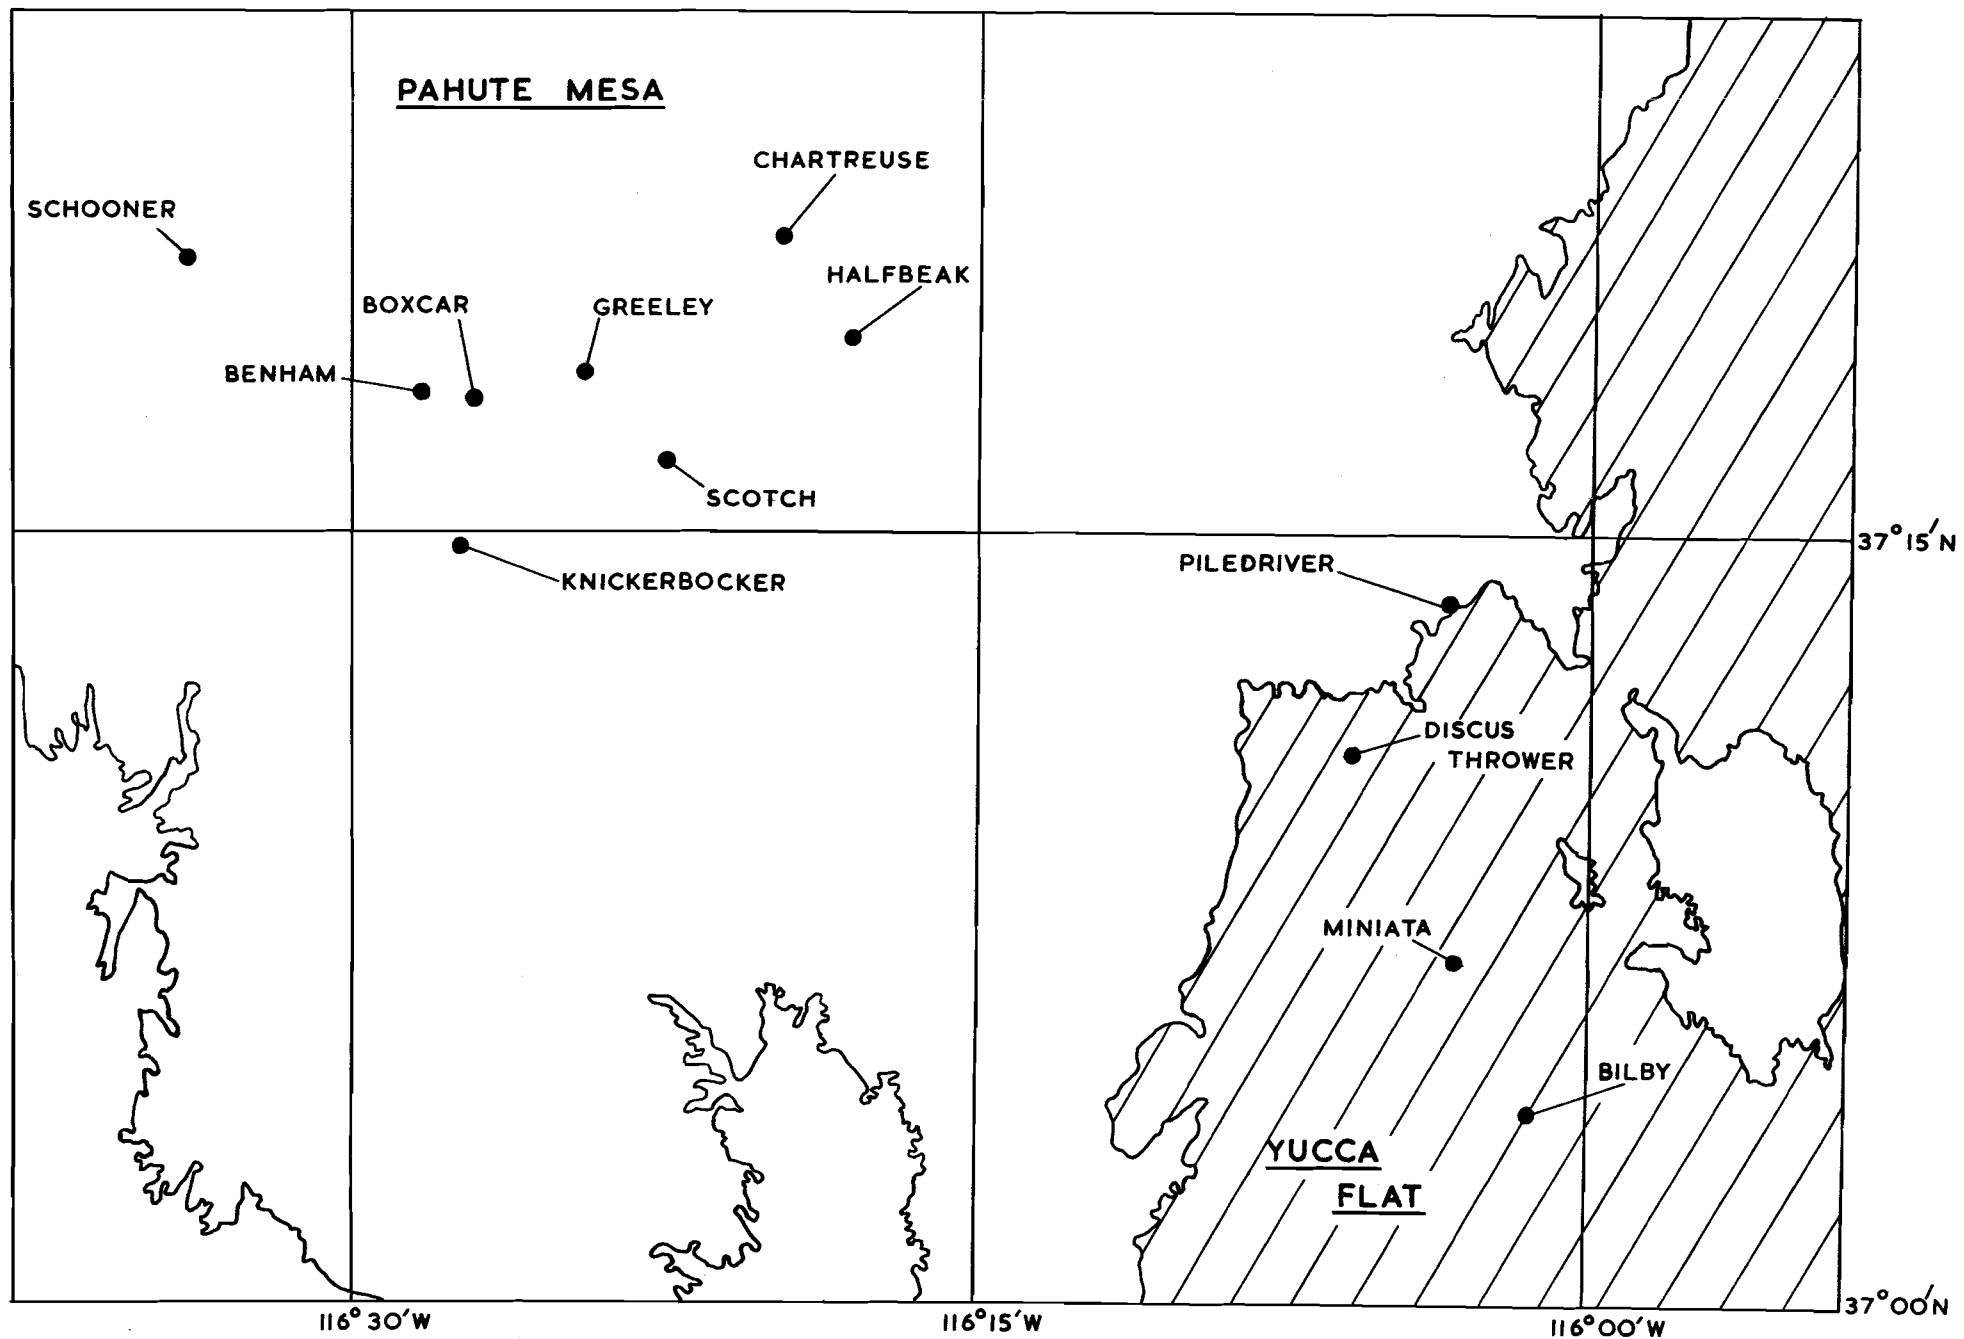 PAHUTE MESA
CHARTREUSE
SCHOONER
HALFBEAK
BOXCAR
GREELEY
BENHAM
SCOTCH
37°15'N
PILEDRIVER
KNICKERBOCKER
DISCUS
THROWER
MINIATA
BILBY
YUCCA
FLAT
37°00'N
116°30'W
116°15'W
116°00'W